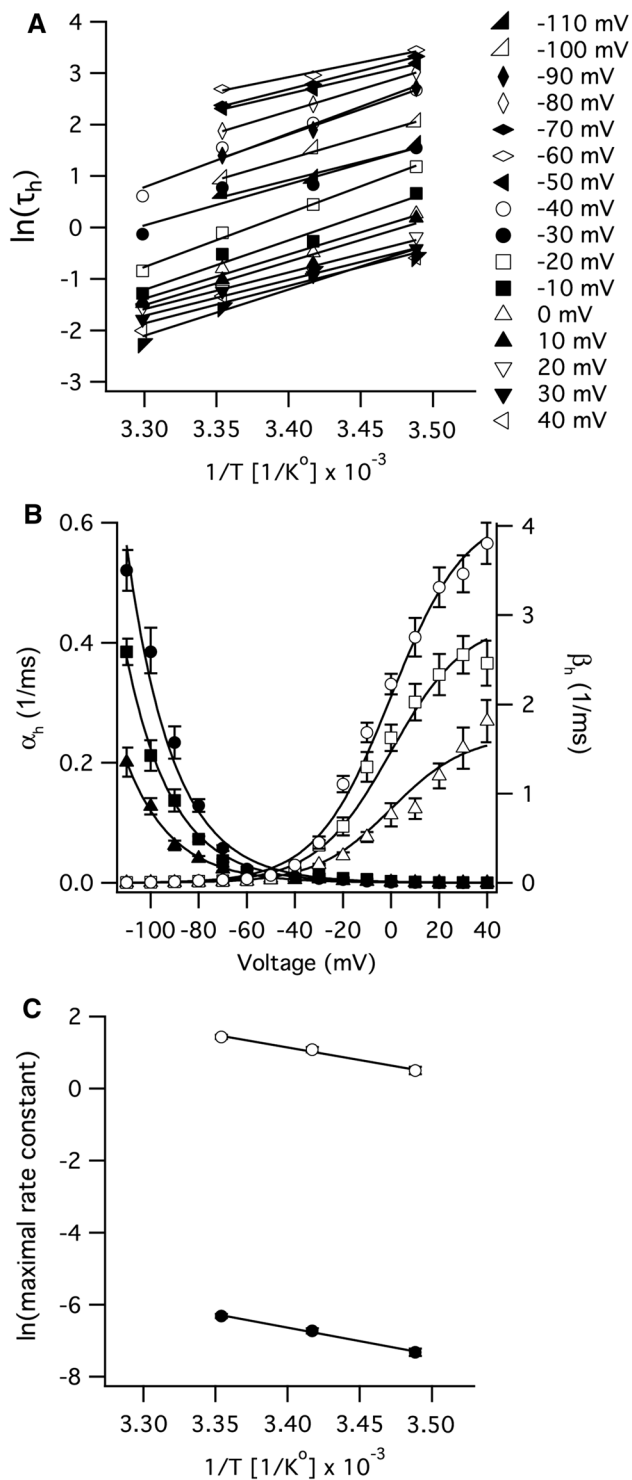 A
ln(τh)
4
3
2
1
0
-1
-2
-3
3.30 3.35 3.40 3.45 3.50
1/T [1/K°] x 10-3
-110 mV
-100 mV
-90 mV
-80 mV
-70 mV
-60 mV
-50 mV
-40 mV
-30 mV
-20 mV
-10 mV
0 mV
10 mV
20 mV
30 mV
40 mV
B
αh (1/ms)
0.6
0.4
0.2
0.0
4
3
2
1
0
βh (1/ms)
-100 -80 -60 -40 -20 0 20 40
Voltage (mV)
C
ln(maximal rate constant)
2
0
-2
-4
-6
-8
3.30 3.35 3.40 3.45 3.50
1/T [1/K°] x 10-3